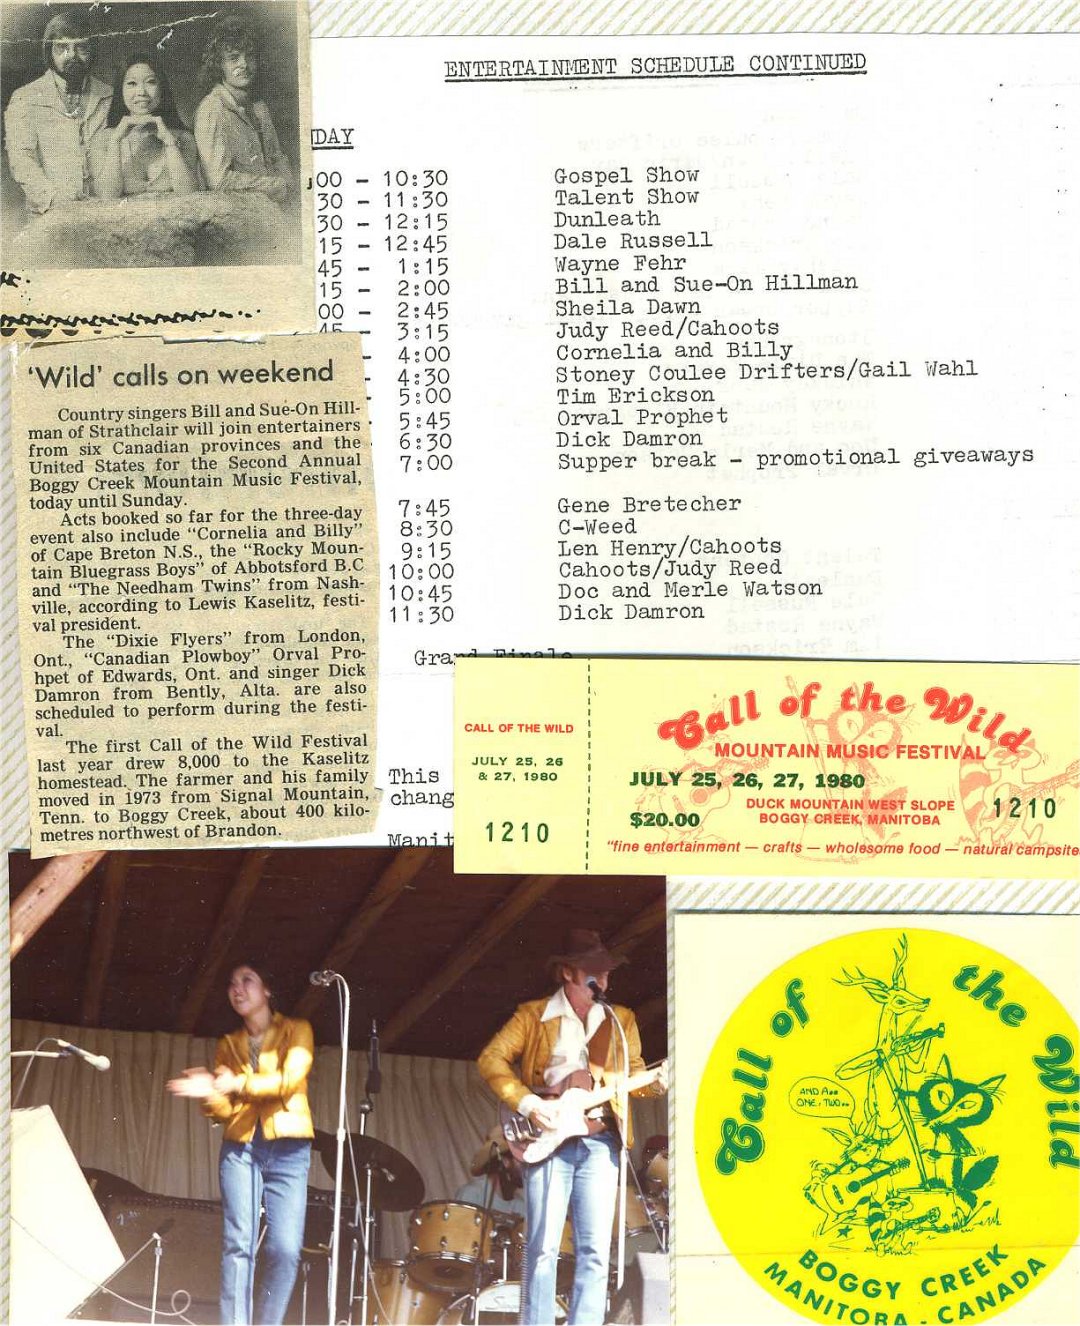 ENTERTAINMENT SCHEDULE CONTINUED
DAY
00 - 10:30 Gospel Show
30 - 11:30 Talent Show
30 - 12:15 Dunleath
15 - 12:45 Dale Russell
45 - 1:15 Wayne Fehr
15 - 2:00 Bill and Sue-On Hillman
00 - 2:45 Sheila Dawn
45 - 3:15 Judy Reed/Cahoots
- 4:00 Cornelia and Billy
- 4:30 Stoney Coulee Drifters/Gail Wahl
- 5:00 Tim Erickson
5:45 Orval Prophet
6:30 Dick Damron
7:00 Supper break - promotional giveaways
7:45 Gene Bretecher
8:30 C-Weed
9:15 Len Henry/Cahoots
10:00 Cahoots/Judy Reed
10:45 Doc and Merle Watson
11:30 Dick Damron
Grand Finale
This
chang
Manit
'Wild' calls on weekend
Country singers Bill and Sue-On Hill-
man of Strathclair will join entertainers
from six Canadian provinces and the
United States for the Second Annual
Boggy Creek Mountain Music Festival,
today until Sunday.
Acts booked so far for the three-day
event also include "Cornelia and Billy"
of Cape Breton N.S., the "Rocky Moun-
tain Bluegrass Boys" of Abbotsford B.C
and "The Needham Twins" from Nash-
ville, according to Lewis Kaselitz, festi-
val president.
The "Dixie Flyers" from London,
Ont., "Canadian Plowboy" Orval Pro-
hpet of Edwards, Ont. and singer Dick
Damron from Bently, Alta. are also
scheduled to perform during the festi-
val.
The first Call of the Wild Festival
last year drew 8,000 to the Kaselitz
homestead. The farmer and his family
moved in 1973 from Signal Mountain,
Tenn. to Boggy Creek, about 400 kilo-
metres northwest of Brandon.
CALL OF THE WILD
JULY 25, 26
& 27, 1980
1210
Call of the Wild
MOUNTAIN MUSIC FESTIVAL
JULY 25, 26, 27, 1980
DUCK MOUNTAIN WEST SLOPE
BOGGY CREEK, MANITOBA
$20.00
1210
"fine entertainment — crafts — wholesome food — natural campsite
Call of the Wild
AND A..
ONE, TWO..
BOGGY CREEK
MANITOBA - CANADA